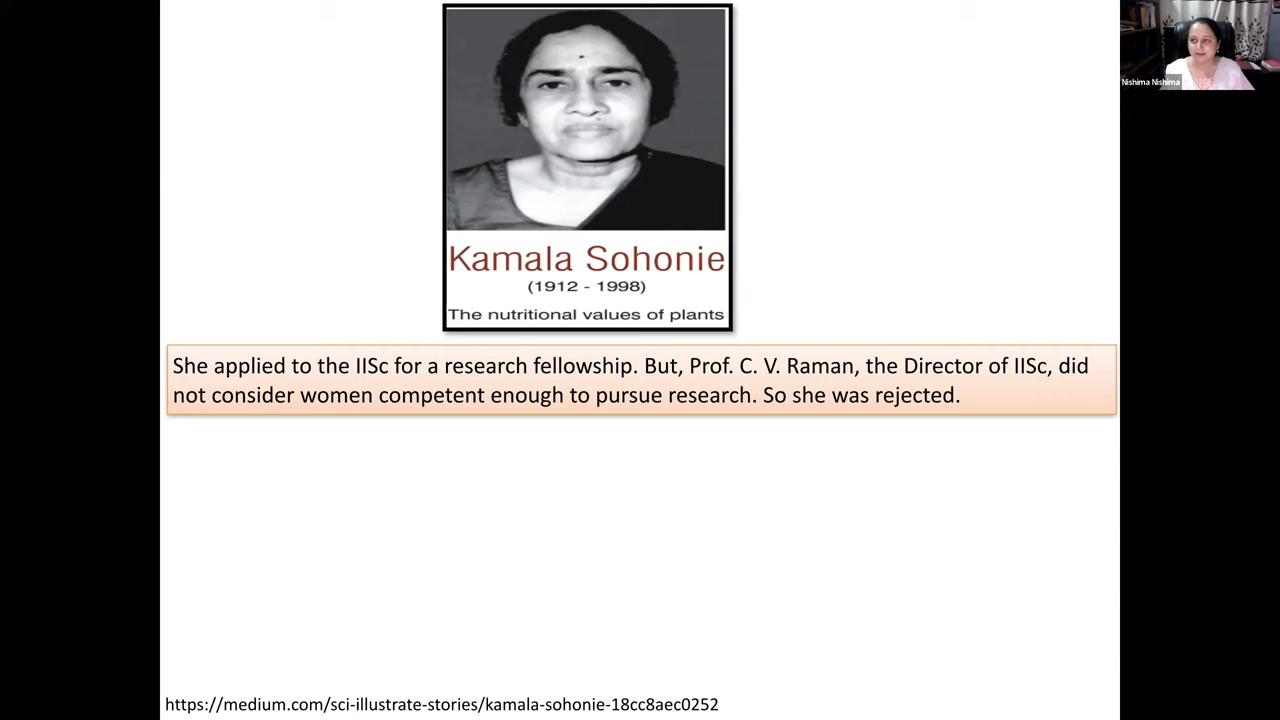 Nishima Nishima
Kamala Sohonie
(1912 - 1998)
The nutritional values of plants
She applied to the IISc for a research fellowship. But, Prof. C. V. Raman, the Director of IISc, did
not consider women competent enough to pursue research. So she was rejected.
https://medium.com/sci-illustrate-stories/kamala-sohonie-18cc8aec0252